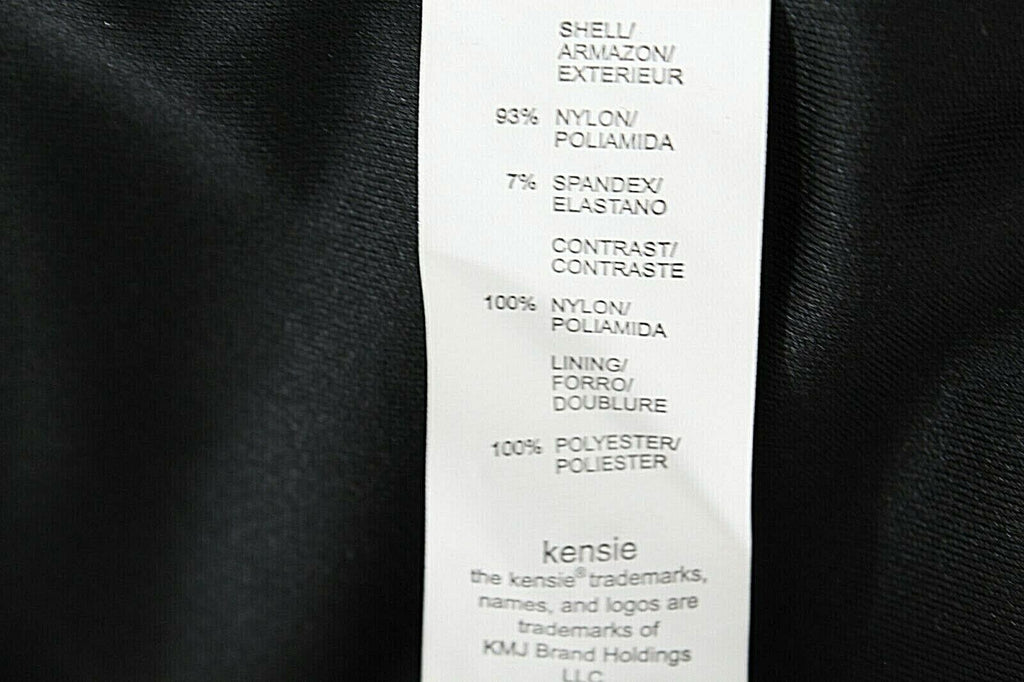 SHELL/
ARMAZON/
EXTERIEUR
93% NYLON/
POLIAMIDA
7% SPANDEX/
ELASTANO
CONTRAST/
CONTRASTE
100% NYLON/
POLIAMIDA
LINING/
FORRO/
DOUBLURE
100% POLYESTER/
POLIESTER
kensie
the kensie® trademarks,
names, and logos are
trademarks of
KMJ Brand Holdings
LLC